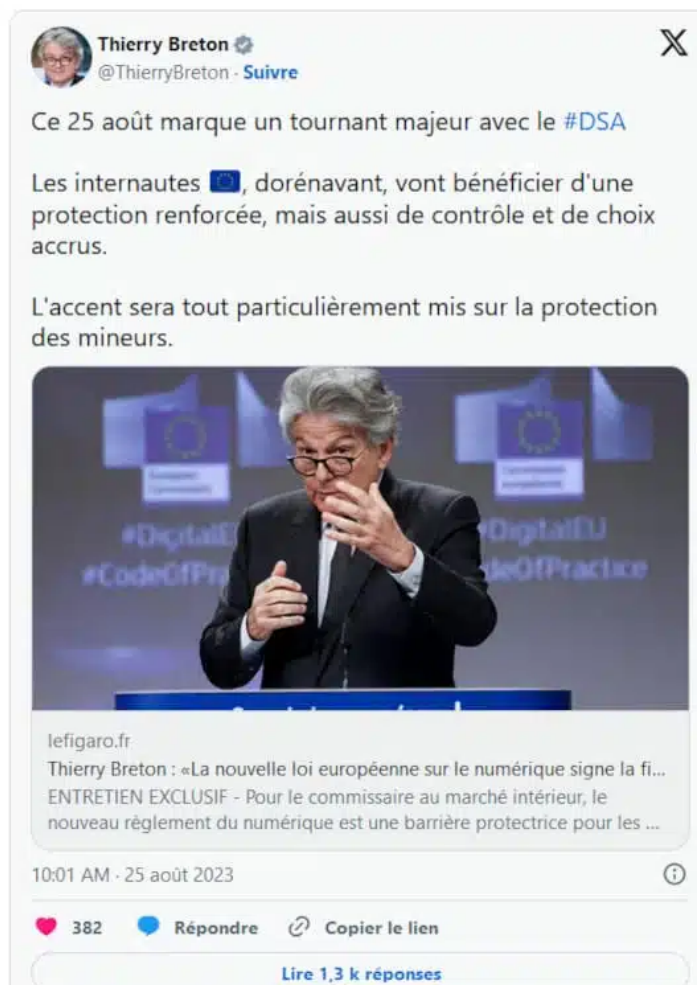 Thierry Breton
@ThierryBreton · Suivre
Ce 25 août marque un tournant majeur avec le #DSA
Les internautes 🇪🇺, dorénavant, vont bénéficier d'une
protection renforcée, mais aussi de contrôle et de choix
accrus.
L'accent sera tout particulièrement mis sur la protection
des mineurs.
#DigitalE
#DigitalEU
#CodeOfPra
deOfPractice
lefigaro.fr
Thierry Breton : «La nouvelle loi européenne sur le numérique signe la fi...
ENTRETIEN EXCLUSIF - Pour le commissaire au marché intérieur, le
nouveau règlement du numérique est une barrière protectrice pour les ...
10:01 AM · 25 août 2023
382 Répondre Copier le lien
Lire 1,3 k réponses